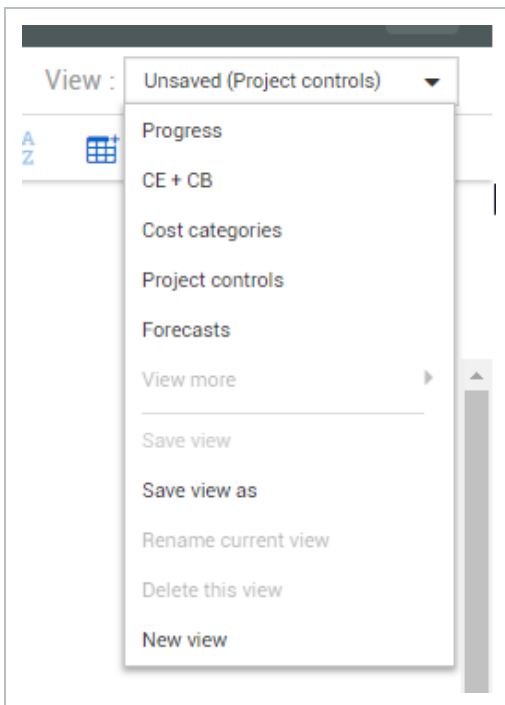 View :
Unsaved (Project controls)
A
Z
Progress
CE + CB
Cost categories
Project controls
Forecasts
View more
Save view
Save view as
Rename current view
Delete this view
New view